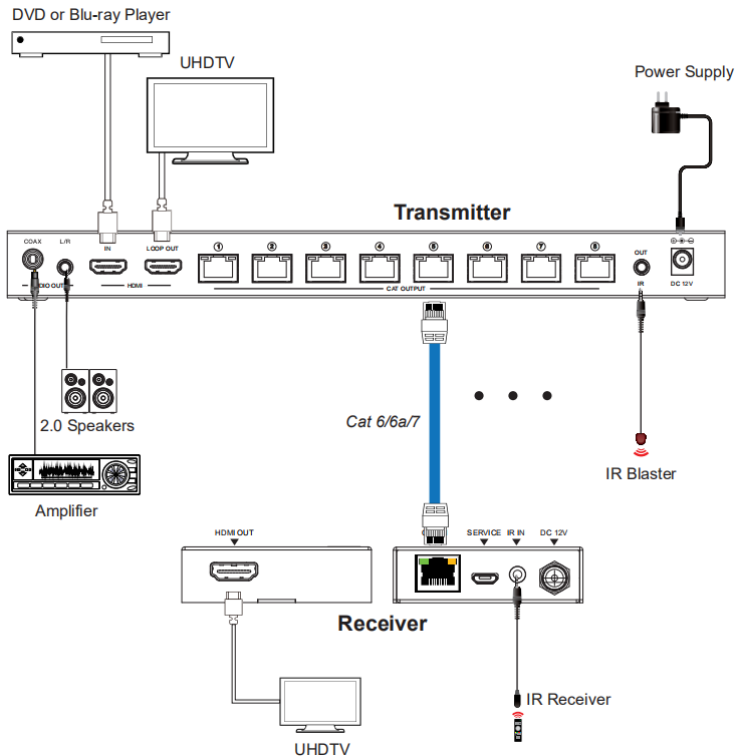 DVD or Blu-ray Player
UHDTV
Power Supply
Transmitter
COAX L/R IN LOOP OUT ① ② ③ ④ ⑤ ⑥ ⑦ ⑧ OUT
HDMI CAT OUTPUT IR DC 12V
Cat 6/6a/7
2.0 Speakers
IR Blaster
Amplifier
HDMI OUT
SERVICE IR IN DC 12V
Receiver
IR Receiver
UHDTV